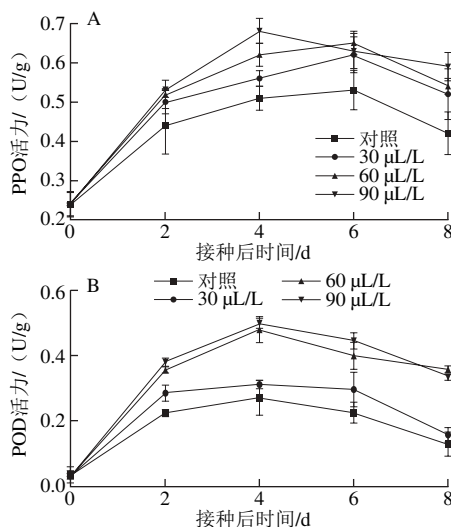 A
0.7
0.6
0.5
0.4
0.3
0.2
PPO活力/（U/g）
对照
30 μL/L
60 μL/L
90 μL/L
0 2 4 6 8
接种后时间/d
B
0.6
0.4
0.2
0.0
POD活力/（U/g）
对照 60 μL/L
30 μL/L 90 μL/L
0 2 4 6 8
接种后时间/d